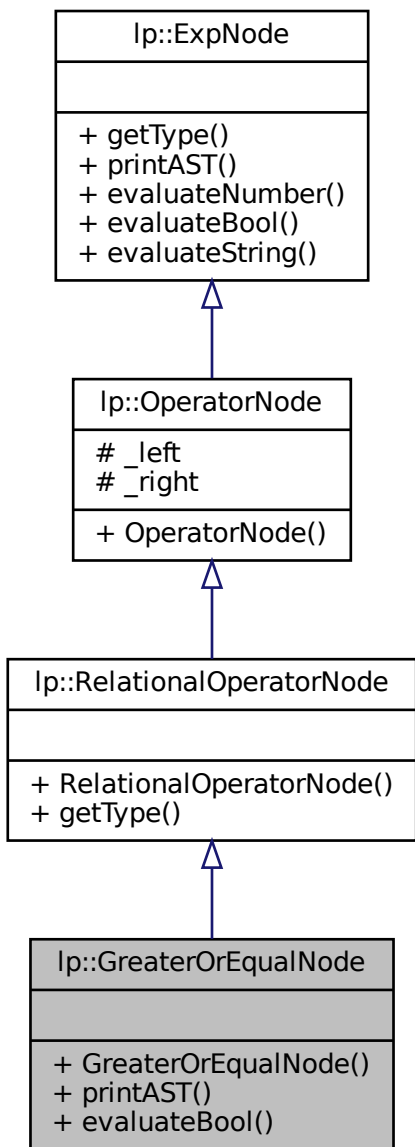 lp::ExpNode
+ getType()
+ printAST()
+ evaluateNumber()
+ evaluateBool()
+ evaluateString()
lp::OperatorNode
# _left
# _right
+ OperatorNode()
lp::RelationalOperatorNode
+ RelationalOperatorNode()
+ getType()
lp::GreaterOrEqualNode
+ GreaterOrEqualNode()
+ printAST()
+ evaluateBool()